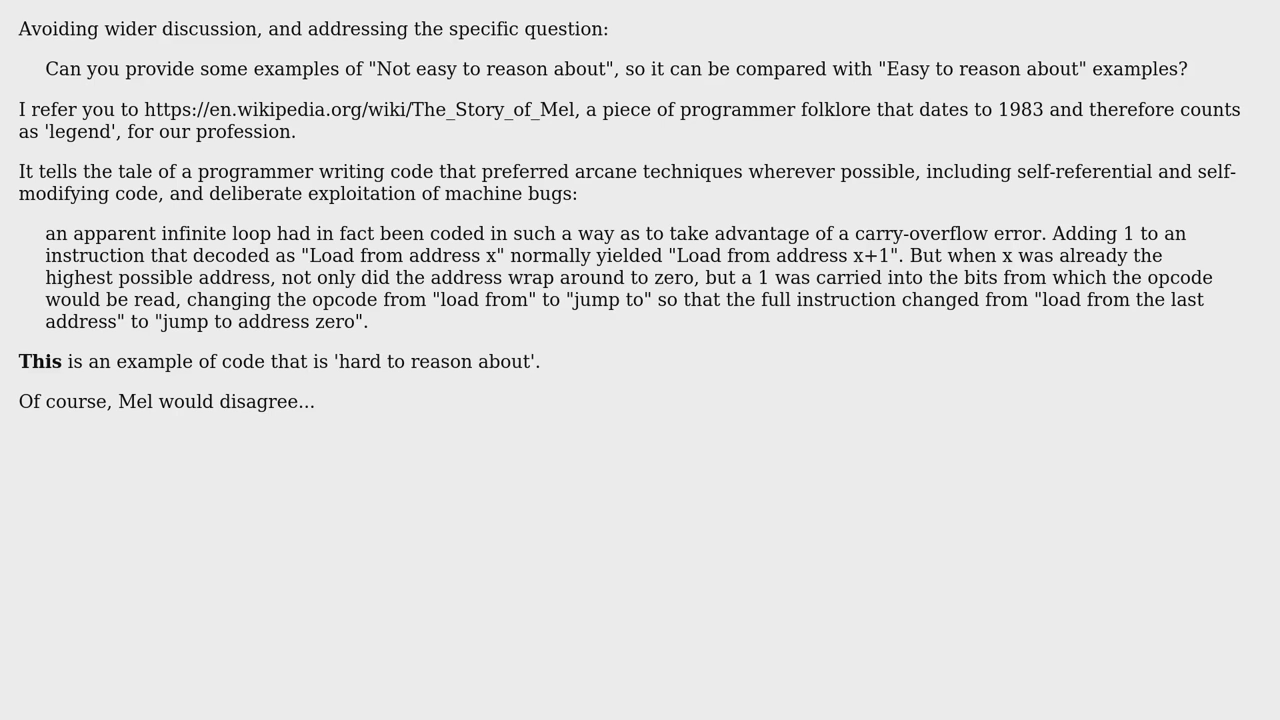 Avoiding wider discussion, and addressing the specific question:
Can you provide some examples of "Not easy to reason about", so it can be compared with "Easy to reason about" examples?
I refer you to https://en.wikipedia.org/wiki/The_Story_of_Mel, a piece of programmer folklore that dates to 1983 and therefore counts
as 'legend', for our profession.
It tells the tale of a programmer writing code that preferred arcane techniques wherever possible, including self-referential and self-
modifying code, and deliberate exploitation of machine bugs:
an apparent infinite loop had in fact been coded in such a way as to take advantage of a carry-overflow error. Adding 1 to an
instruction that decoded as "Load from address x" normally yielded "Load from address x+1". But when x was already the
highest possible address, not only did the address wrap around to zero, but a 1 was carried into the bits from which the opcode
would be read, changing the opcode from "load from" to "jump to" so that the full instruction changed from "load from the last
address" to "jump to address zero".
This is an example of code that is 'hard to reason about'.
Of course, Mel would disagree...